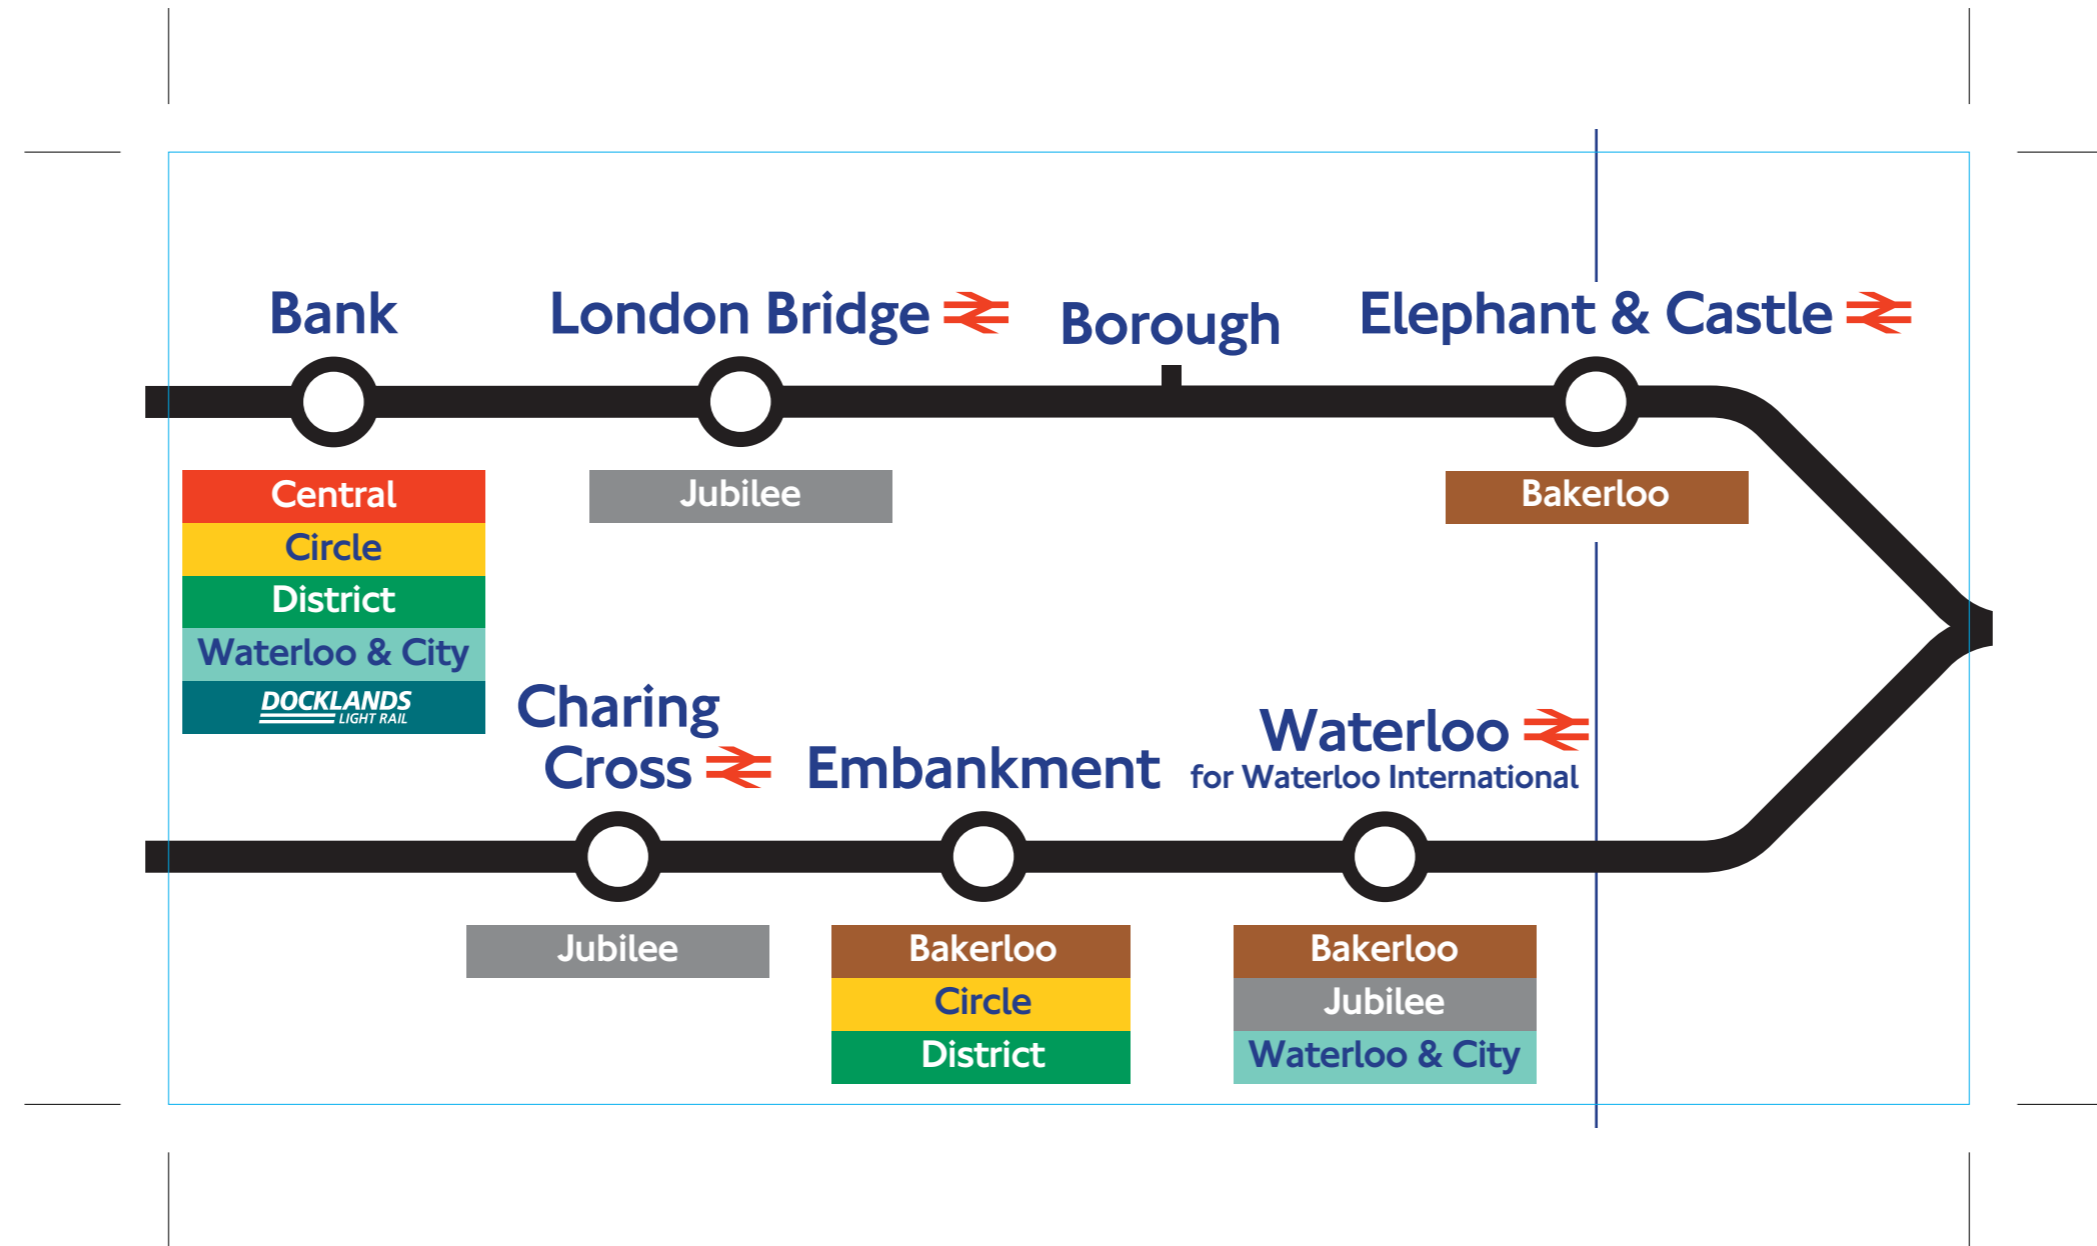 Bank
London Bridge
Borough
Elephant & Castle
Central
Circle
District
Waterloo & City
DOCKLANDS
LIGHT RAIL
Jubilee
Bakerloo
Charing
Cross
Embankment
Waterloo
for Waterloo International
Jubilee
Bakerloo
Circle
District
Bakerloo
Jubilee
Waterloo & City